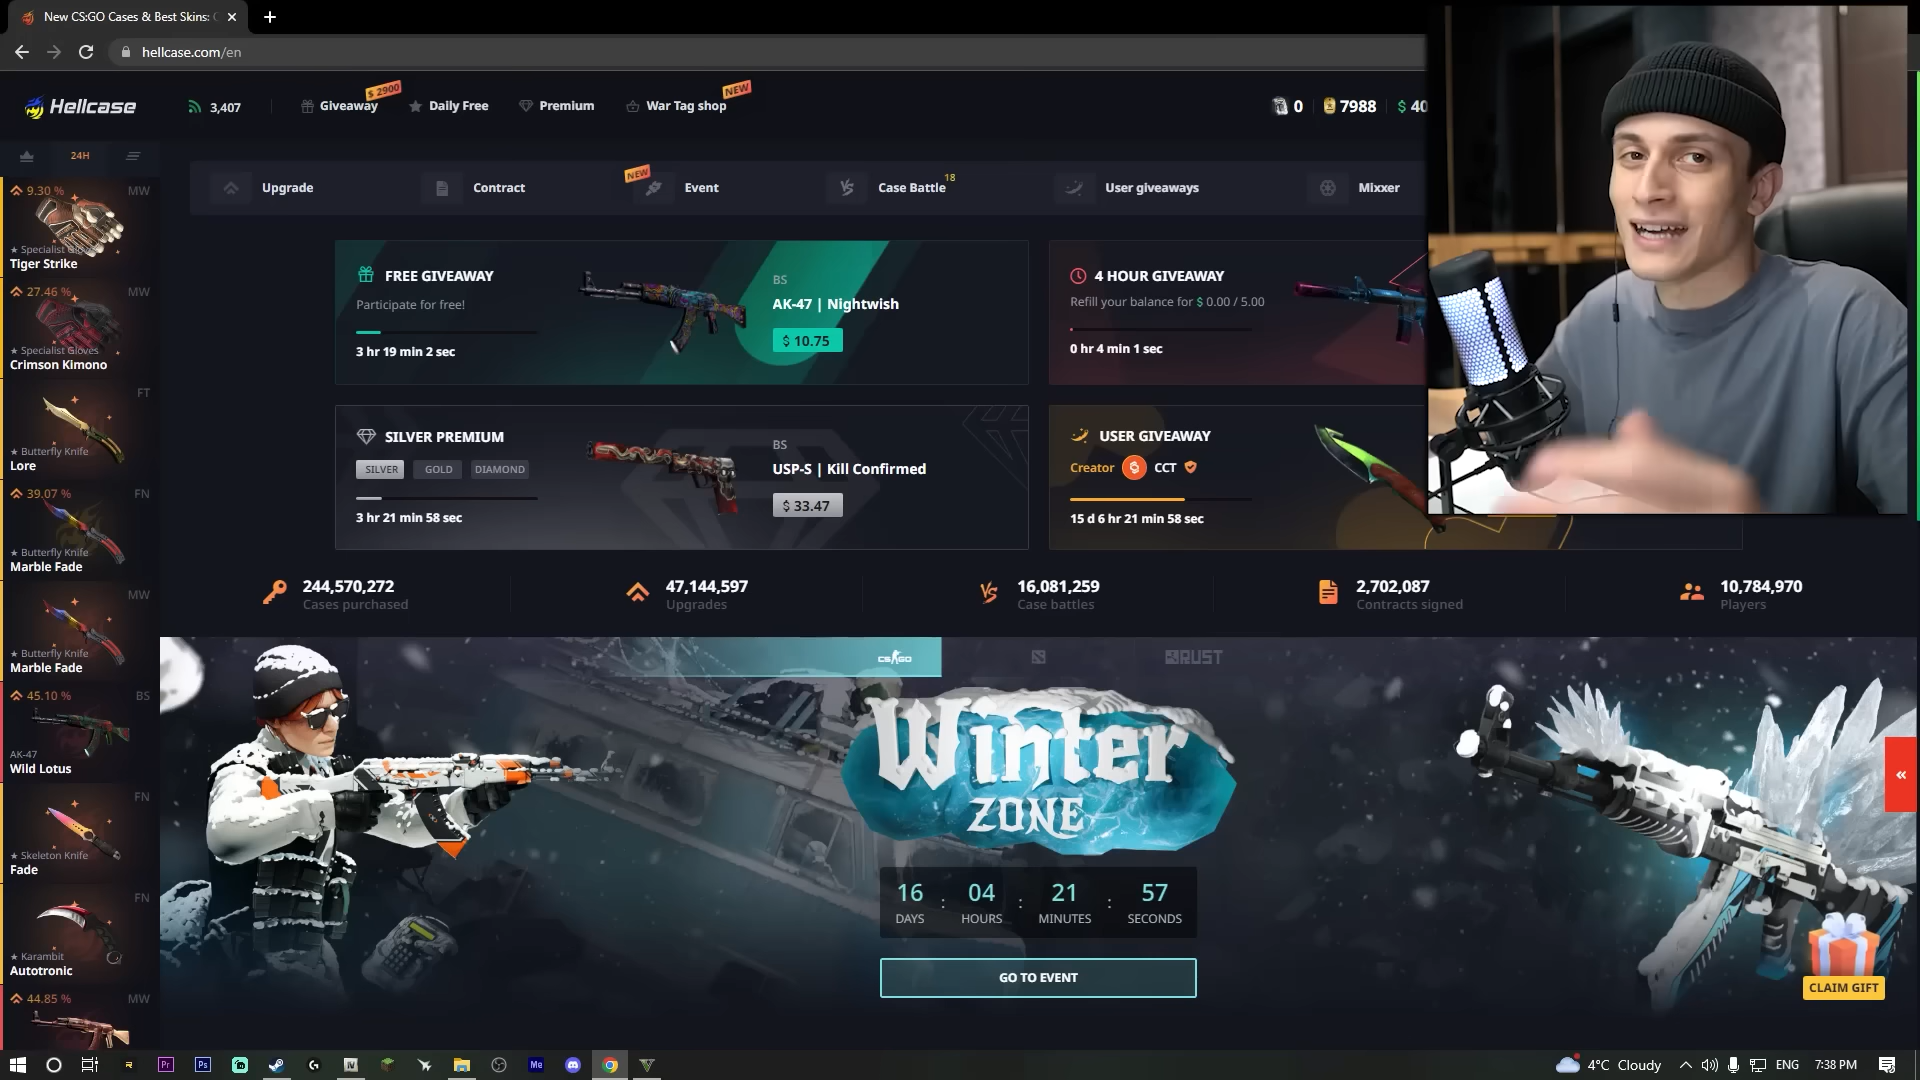 New CS:GO Cases & Best Skins:
hellcase.com/en
Hellcase
3,407
Giveaway
$ 2900
Daily Free
Premium
War Tag shop
NEW
0
7988
$ 40
24H
Upgrade
Contract
NEW
Event
Case Battle
18
User giveaways
Mixxer
9.30 %
MW
★ Specialist Gloves
Tiger Strike
27.46 %
MW
★ Specialist Gloves
Crimson Kimono
FT
★ Butterfly Knife
Lore
39.07 %
FN
★ Butterfly Knife
Marble Fade
MW
★ Butterfly Knife
Marble Fade
45.10 %
BS
AK-47
Wild Lotus
FN
★ Skeleton Knife
Fade
FN
★ Karambit
Autotronic
44.85 %
MW
FREE GIVEAWAY
Participate for free!
3 hr 19 min 2 sec
BS
AK-47 | Nightwish
$ 10.75
4 HOUR GIVEAWAY
Refill your balance for $ 0.00 / 5.00
0 hr 4 min 1 sec
SILVER PREMIUM
SILVER
GOLD
DIAMOND
3 hr 21 min 58 sec
BS
USP-S | Kill Confirmed
$ 33.47
USER GIVEAWAY
Creator
CCT
15 d 6 hr 21 min 58 sec
244,570,272
Cases purchased
47,144,597
Upgrades
VS
16,081,259
Case battles
2,702,087
Contracts signed
10,784,970
Players
CS:GO
RUST
Winter
ZONE
16 : 04 : 21 : 57
DAYS HOURS MINUTES SECONDS
GO TO EVENT
CLAIM GIFT
Pr
Ps
IV
Me
V
4°C Cloudy
ENG
7:38 PM